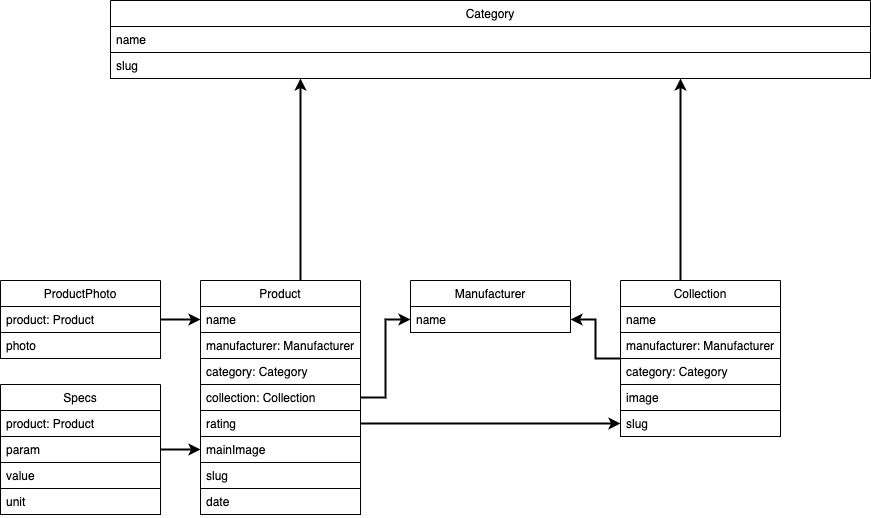 Category
name
slug
ProductPhoto
product: Product
photo
Specs
product: Product
param
value
unit
Product
name
manufacturer: Manufacturer
category: Category
collection: Collection
rating
mainImage
slug
date
Manufacturer
name
Collection
name
manufacturer: Manufacturer
category: Category
image
slug